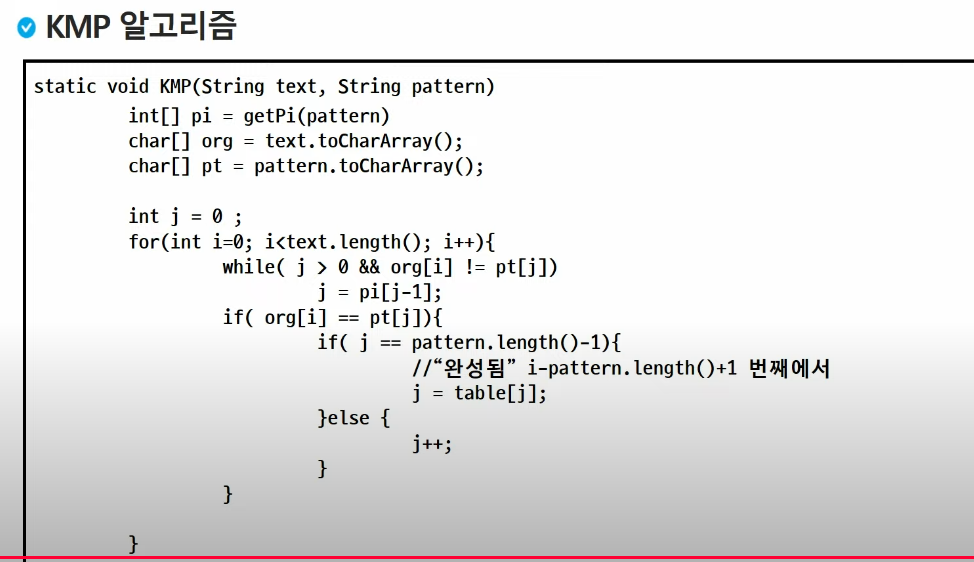 KMP 알고리즘
static void KMP(String text, String pattern)
int[] pi = getPi(pattern)
char[] org = text.toCharArray();
char[] pt = pattern.toCharArray();
int j = 0 ;
for(int i=0; i<text.length(); i++){
while( j > 0 && org[i] != pt[j])
j = pi[j-1];
if( org[i] == pt[j]){
if( j == pattern.length()-1){
//“완성됨” i-pattern.length()+1 번째에서
j = table[j];
}else {
j++;
}
}
}